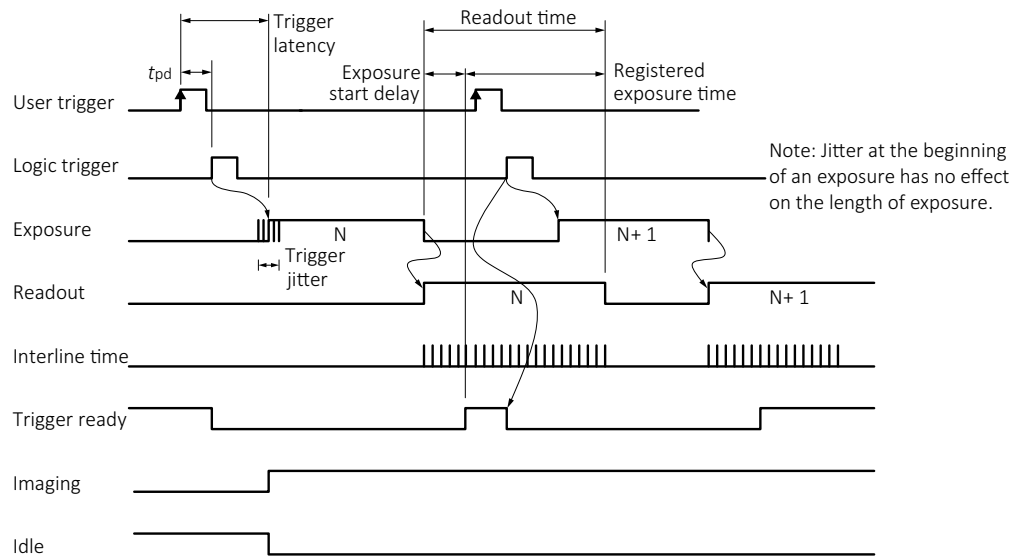 Trigger
latency
Readout time
tpd
Exposure
start delay
Registered
exposure time
User trigger
Logic trigger
Note: Jitter at the beginning
of an exposure has no effect
on the length of exposure.
Exposure
N
N+ 1
Trigger
jitter
Readout
N
N+ 1
Interline time
Trigger ready
Imaging
Idle